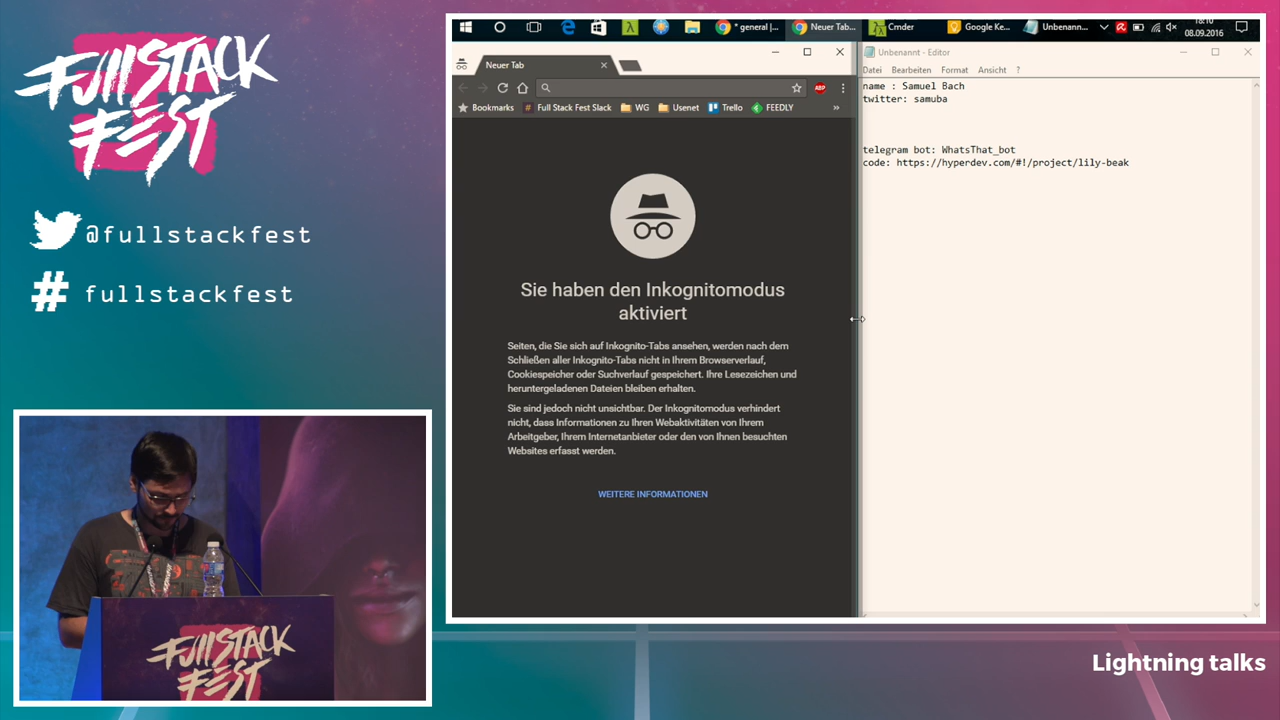 FullSTACK
FEST
@fullstackfest
# fullstackfest
FullSTACK
FEST
* general |
Neuer Tab...
Cmder
Google Ke...
Unbenann...
18:10
08.09.2016
Neuer Tab
Bookmarks
Full Stack Fest Slack
WG
Usenet
Trello
FEEDLY
»
ABP
Sie haben den Inkognitomodus
aktiviert
Seiten, die Sie sich auf Inkognito-Tabs ansehen, werden nach dem
Schließen aller Inkognito-Tabs nicht in Ihrem Browserverlauf,
Cookiespeicher oder Suchverlauf gespeichert. Ihre Lesezeichen und
heruntergeladenen Dateien bleiben erhalten.
Sie sind jedoch nicht unsichtbar. Der Inkognitomodus verhindert
nicht, dass Informationen zu Ihren Webaktivitäten von Ihrem
Arbeitgeber, Ihrem Internetanbieter oder den von Ihnen besuchten
Websites erfasst werden.
WEITERE INFORMATIONEN
Unbenannt - Editor
Datei Bearbeiten Format Ansicht ?
name : Samuel Bach
twitter: samuba
telegram bot: WhatsThat_bot
code: https://hyperdev.com/#!/project/lily-beak
Lightning talks